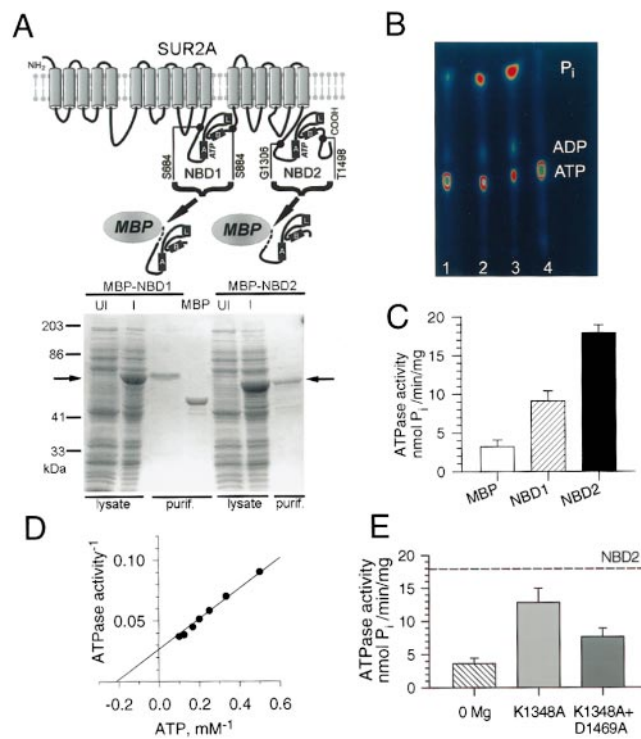 A
SUR2A
NH2
S684
A
ATP
B
L
S884
G1306
A
ATP
B
L
COOH
T1498
NBD1
NBD2
MBP
A
B
L
MBP
A
B
L
MBP-NBD1
MBP
MBP-NBD2
UI
I
UI
I
203
86
41
33
kDa
lysate
purif.
lysate
purif.
B
Pi
ADP
ATP
1
2
3
4
C
ATPase activity
nmol Pi /min/mg
20
15
10
5
0
MBP
NBD1
NBD2
D
ATPase activity-1
0.10
0.05
-0.2
0.0
0.2
0.4
0.6
ATP, mM-1
E
ATPase activity
nmol Pi /min/mg
20
15
10
5
0
NBD2
0 Mg
K1348A
K1348A+
D1469A